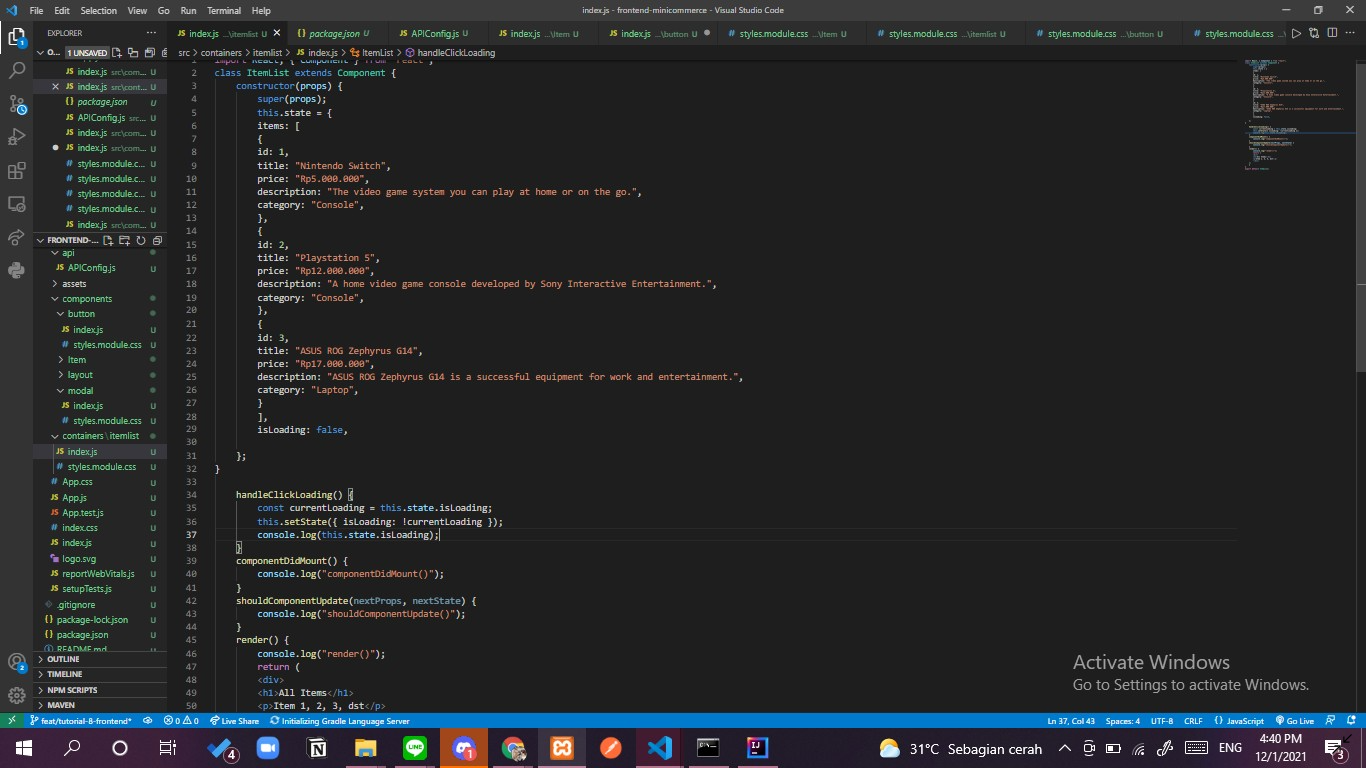 File Edit Selection View Go Run Terminal Help
index.js - frontend-minicommerce - Visual Studio Code
EXPLORER
JS index.js ...\itemlist U
{} package.json U
JS APIConfig.js U
JS index.js ...\Item U
JS index.js ...\button U
# styles.module.css ...\Item U
# styles.module.css ...\itemlist U
# styles.module.css ...\button U
# styles.module.css
O... 1 UNSAVED
src > containers > itemlist > JS index.js > ItemList > handleClickLoading
JS index.js src\com... U
JS index.js src\cont... U
{} package.json U
JS APIConfig.js src... U
JS index.js src\com... U
JS index.js src\com... U
# styles.module.c... U
# styles.module.c... U
# styles.module.c... U
# styles.module.c... U
JS index.js src\com... U
FRONTEND-...
api
JS APIConfig.js U
assets
components
button
JS index.js U
# styles.module.css U
Item
layout
modal
JS index.js U
# styles.module.css U
containers\itemlist
JS index.js U
# styles.module.css U
# App.css U
JS App.js U
JS App.test.js U
# index.css U
JS index.js U
logo.svg U
JS reportWebVitals.js U
JS setupTests.js U
.gitignore U
{} package-lock.json U
{} package.json U
README.md U
OUTLINE
TIMELINE
NPM SCRIPTS
MAVEN
1 import React, { Component } from "react";
2 class ItemList extends Component {
3 constructor(props) {
4 super(props);
5 this.state = {
6 items: [
7 {
8 id: 1,
9 title: "Nintendo Switch",
10 price: "Rp5.000.000",
11 description: "The video game system you can play at home or on the go.",
12 category: "Console",
13 },
14 {
15 id: 2,
16 title: "Playstation 5",
17 price: "Rp12.000.000",
18 description: "A home video game console developed by Sony Interactive Entertainment.",
19 category: "Console",
20 },
21 {
22 id: 3,
23 title: "ASUS ROG Zephyrus G14",
24 price: "Rp17.000.000",
25 description: "ASUS ROG Zephyrus G14 is a successful equipment for work and entertainment.",
26 category: "Laptop",
27 }
28 ],
29 isLoading: false,
30
31 };
32 }
33
34 handleClickLoading() {
35 const currentLoading = this.state.isLoading;
36 this.setState({ isLoading: !currentLoading });
37 console.log(this.state.isLoading);
38 }
39 componentDidMount() {
40 console.log("componentDidMount()");
41 }
42 shouldComponentUpdate(nextProps, nextState) {
43 console.log("shouldComponentUpdate()");
44 }
45 render() {
46 console.log("render()");
47 return (
48 <div>
49 <h1>All Items</h1>
50 <p>Item 1, 2, 3, dst</p>
Activate Windows
Go to Settings to activate Windows.
feat/tutorial-8-frontend* 0 0 Live Share Initializing Gradle Language Server
Ln 37, Col 43 Spaces: 4 UTF-8 CRLF {} JavaScript Go Live
31°C Sebagian cerah
ENG
4:40 PM
12/1/2021